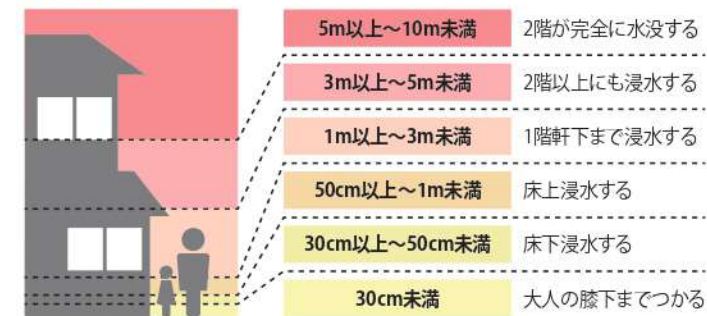 5m以上～10m未満 2階が完全に水没する
3m以上～5m未満 2階以上にも浸水する
1m以上～3m未満 1階軒下まで浸水する
50cm以上～1m未満 床上浸水する
30cm以上～50cm未満 床下浸水する
30cm未満 大人の膝下までつかる